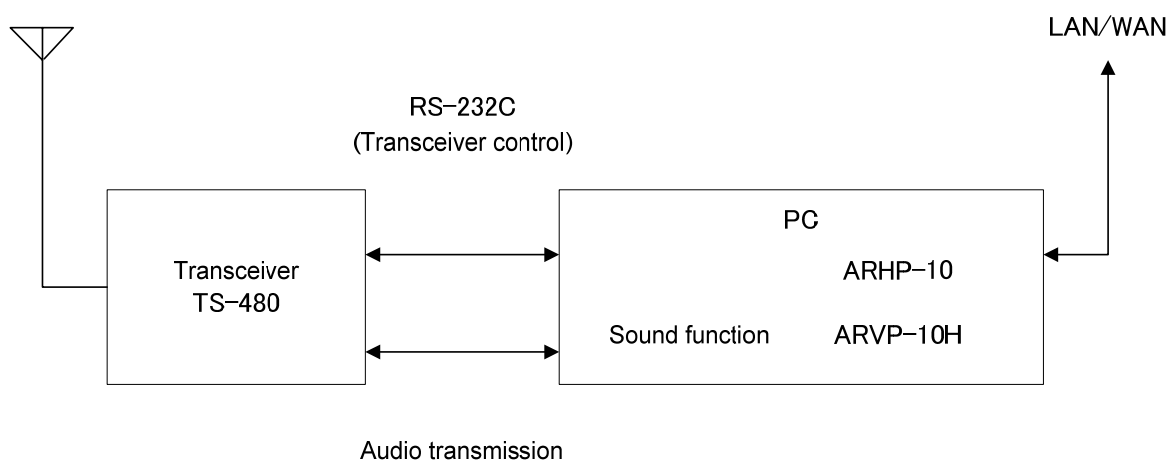 LAN/WAN
RS-232C
(Transceiver control)
PC
Transceiver
TS-480
ARHP-10
Sound function
ARVP-10H
Audio transmission